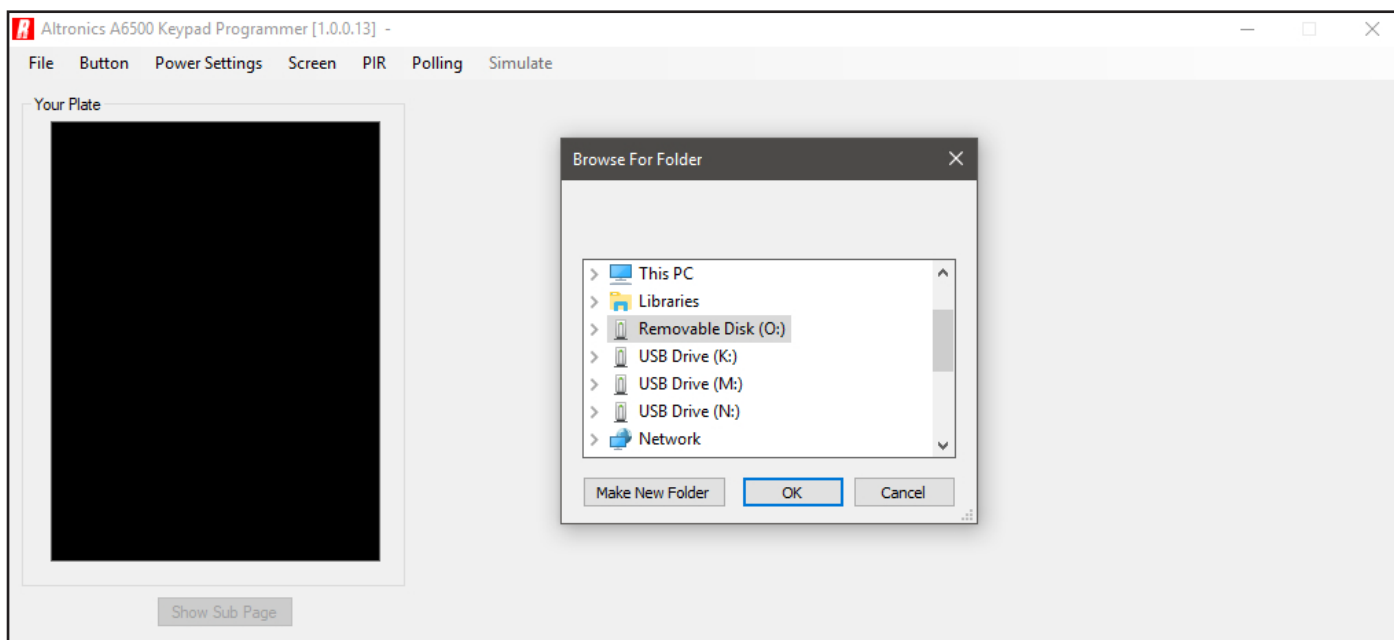 Altronics A6500 Keypad Programmer [1.0.0.13] -
File Button Power Settings Screen PIR Polling Simulate
Your Plate
Browse For Folder
This PC
Libraries
Removable Disk (O:)
USB Drive (K:)
USB Drive (M:)
USB Drive (N:)
Network
Make New Folder OK Cancel
Show Sub Page